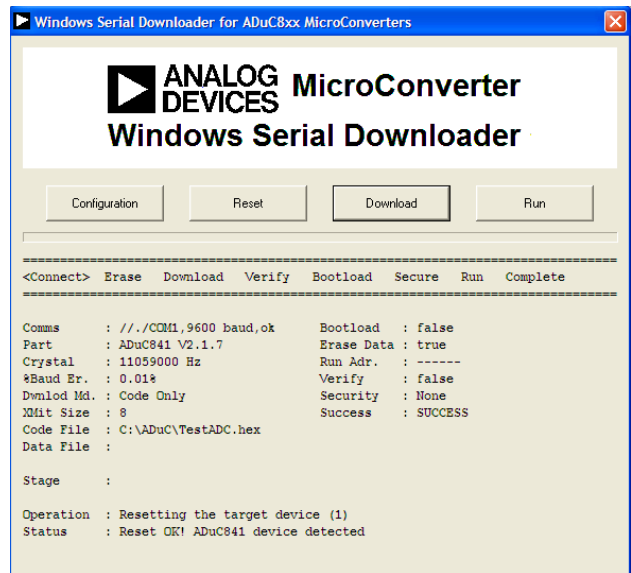 Windows Serial Downloader for ADuC8xx MicroConverters
ANALOG DEVICES MicroConverter
Windows Serial Downloader
Configuration Reset Download Run
================================================================================
<Connect> Erase Download Verify Bootload Secure Run Complete
================================================================================
Comms : //./COM1,9600 baud,ok Bootload : false
Part : ADuC841 V2.1.7 Erase Data : true
Crystal : 11059000 Hz Run Adr. : ------
%Baud Er. : 0.01% Verify : false
Dwnlod Md. : Code Only Security : None
XMit Size : 8 Success : SUCCESS
Code File : C:\ADuC\TestADC.hex
Data File :
Stage :
Operation : Resetting the target device (1)
Status : Reset OK! ADuC841 device detected